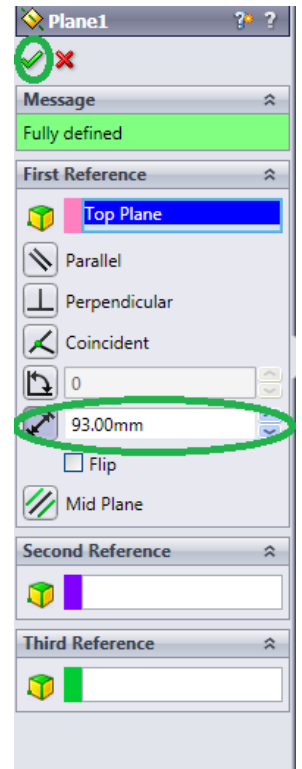 Plane1 ? ?
Message
Fully defined
First Reference
Top Plane
Parallel
Perpendicular
Coincident
0
93.00mm
Flip
Mid Plane
Second Reference
Third Reference